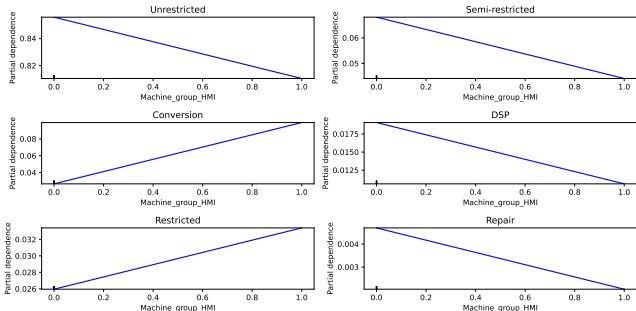 Unrestricted
Partial dependence
0.84
0.82
0.0 0.2 0.4 0.6 0.8 1.0
Machine_group_HMI
Semi-restricted
Partial dependence
0.06
0.05
0.0 0.2 0.4 0.6 0.8 1.0
Machine_group_HMI
Conversion
Partial dependence
0.08
0.06
0.04
0.0 0.2 0.4 0.6 0.8 1.0
Machine_group_HMI
DSP
Partial dependence
0.0175
0.0150
0.0125
0.0 0.2 0.4 0.6 0.8 1.0
Machine_group_HMI
Restricted
Partial dependence
0.032
0.030
0.028
0.026
0.0 0.2 0.4 0.6 0.8 1.0
Machine_group_HMI
Repair
Partial dependence
0.004
0.003
0.0 0.2 0.4 0.6 0.8 1.0
Machine_group_HMI